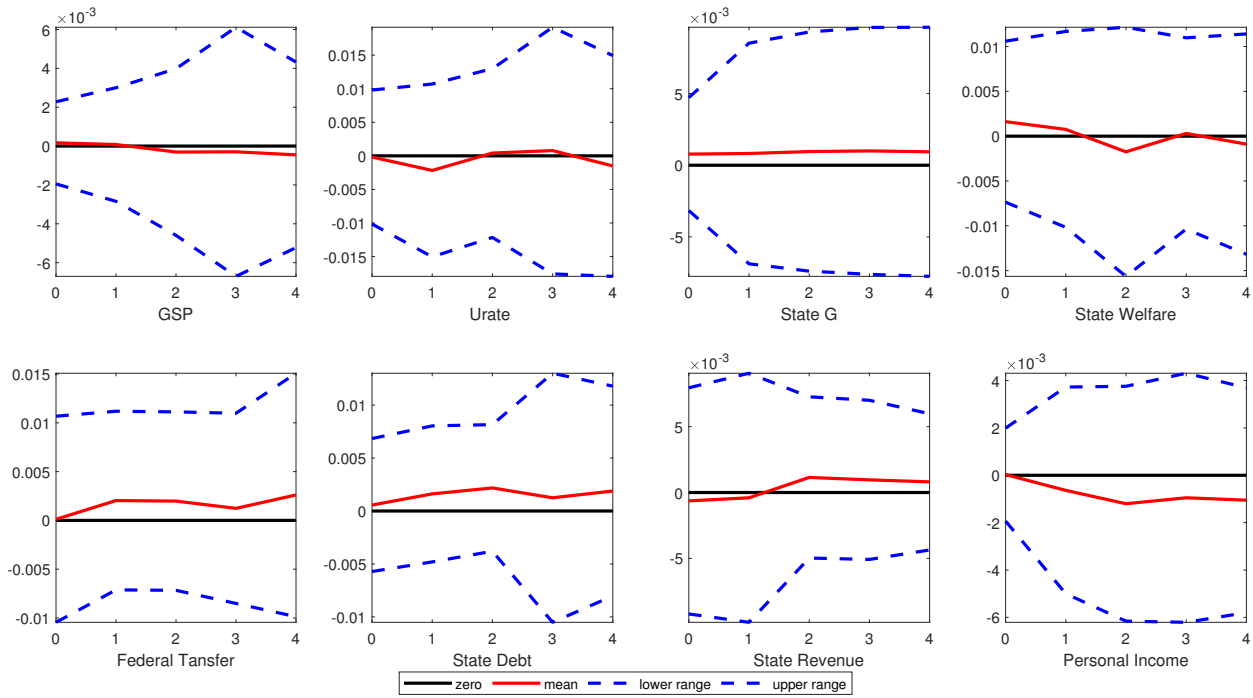 ×10⁻³
6
4
2
0
-2
-4
-6
0 1 2 3 4
GSP
0.015
0.01
0.005
0
-0.005
-0.01
-0.015
0 1 2 3 4
Urate
×10⁻³
5
0
-5
0 1 2 3 4
State G
0.01
0.005
0
-0.005
-0.01
-0.015
0 1 2 3 4
State Welfare
0.015
0.01
0.005
0
-0.005
-0.01
0 1 2 3 4
Federal Tansfer
0.01
0.005
0
-0.005
-0.01
0 1 2 3 4
State Debt
×10⁻³
5
0
-5
0 1 2 3 4
State Revenue
×10⁻³
4
2
0
-2
-4
-6
0 1 2 3 4
Personal Income
zero mean lower range upper range